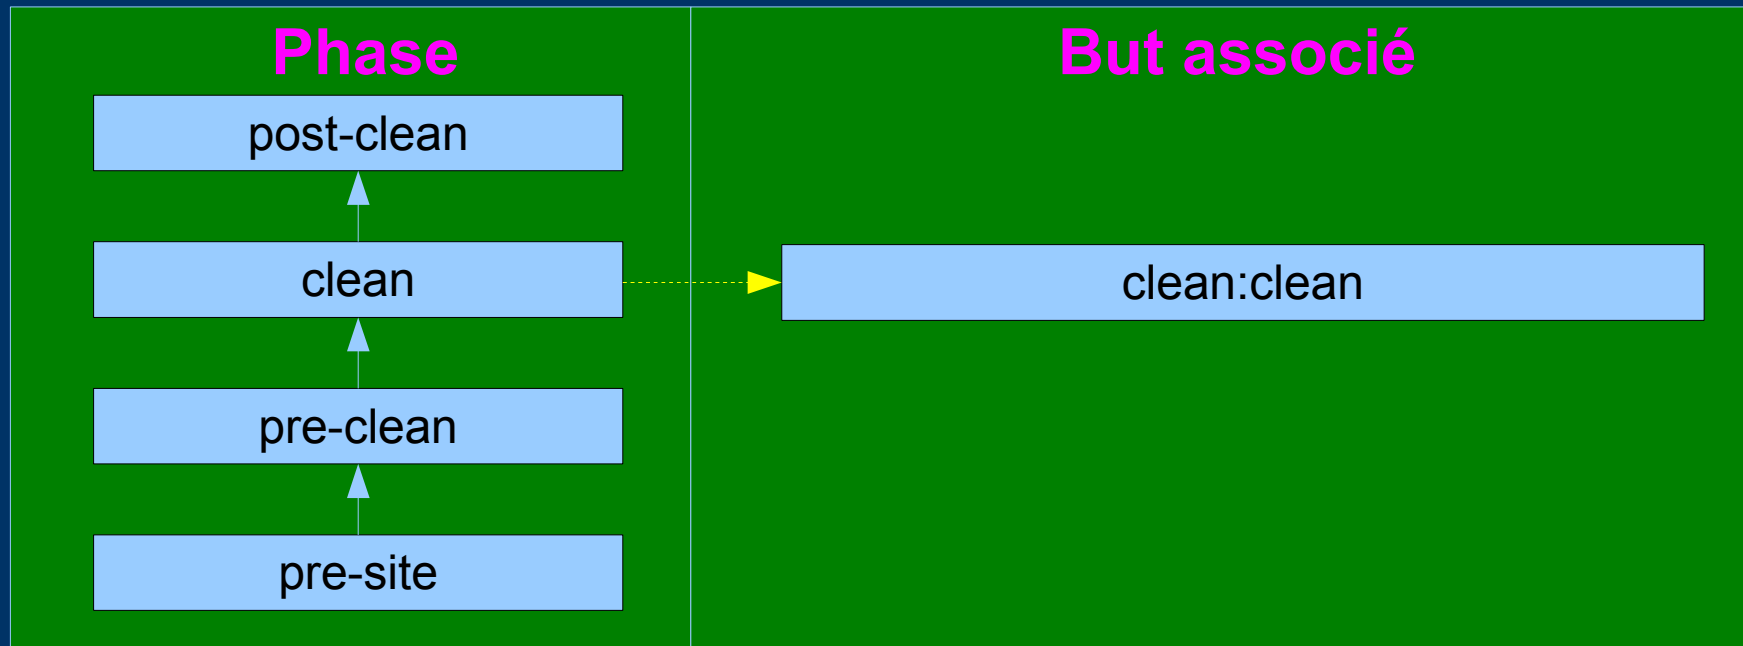 Phase
But associé
post-clean
clean
clean:clean
pre-clean
pre-site